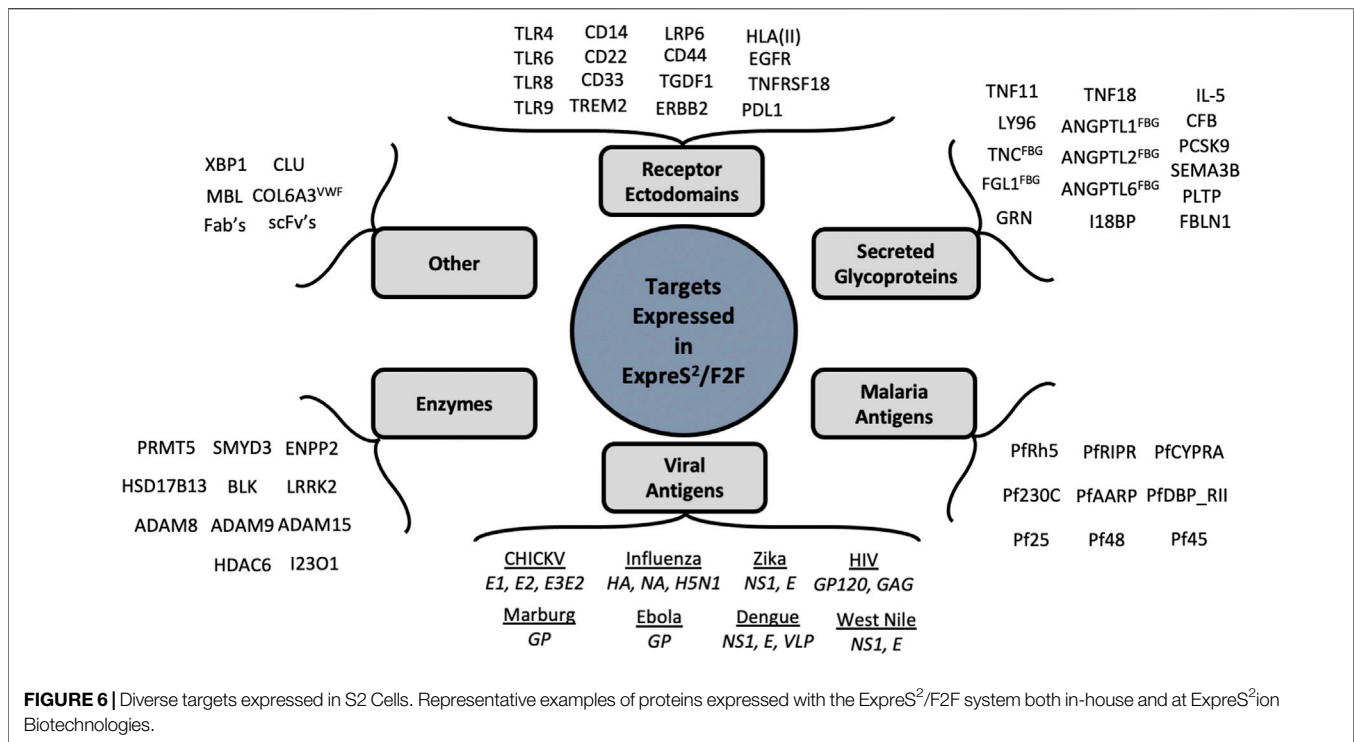 TLR4 CD14 LRP6 HLA(II)
TLR6 CD22 CD44 EGFR
TLR8 CD33 TGDF1 TNFRSF18
TLR9 TREM2 ERBB2 PDL1
Receptor
Ectodomains
TNF11 TNF18 IL-5
LY96 ANGPTL1ᶠᴮᴳ CFB
TNCᶠᴮᴳ ANGPTL2ᶠᴮᴳ PCSK9
SEMA3B
FGL1ᶠᴮᴳ ANGPTL6ᶠᴮᴳ PLTP
GRN I18BP FBLN1
Secreted
Glycoproteins
XBP1 CLU
MBL COL6A3ⱽᵂᶠ
Fab's scFv's
Other
Targets
Expressed
in
ExpreS²/F2F
Enzymes
PRMT5 SMYD3 ENPP2
HSD17B13 BLK LRRK2
ADAM8 ADAM9 ADAM15
HDAC6 I23O1
Malaria
Antigens
PfRh5 PfRIPR PfCYPRA
Pf230C PfAARP PfDBP_RII
Pf25 Pf48 Pf45
Viral
Antigens
CHICKV Influenza Zika HIV
E1, E2, E3E2 HA, NA, H5N1 NS1, E GP120, GAG
Marburg Ebola Dengue West Nile
GP GP NS1, E, VLP NS1, E
FIGURE 6 | Diverse targets expressed in S2 Cells. Representative examples of proteins expressed with the ExpreS²/F2F system both in-house and at ExpreS²ion
Biotechnologies.